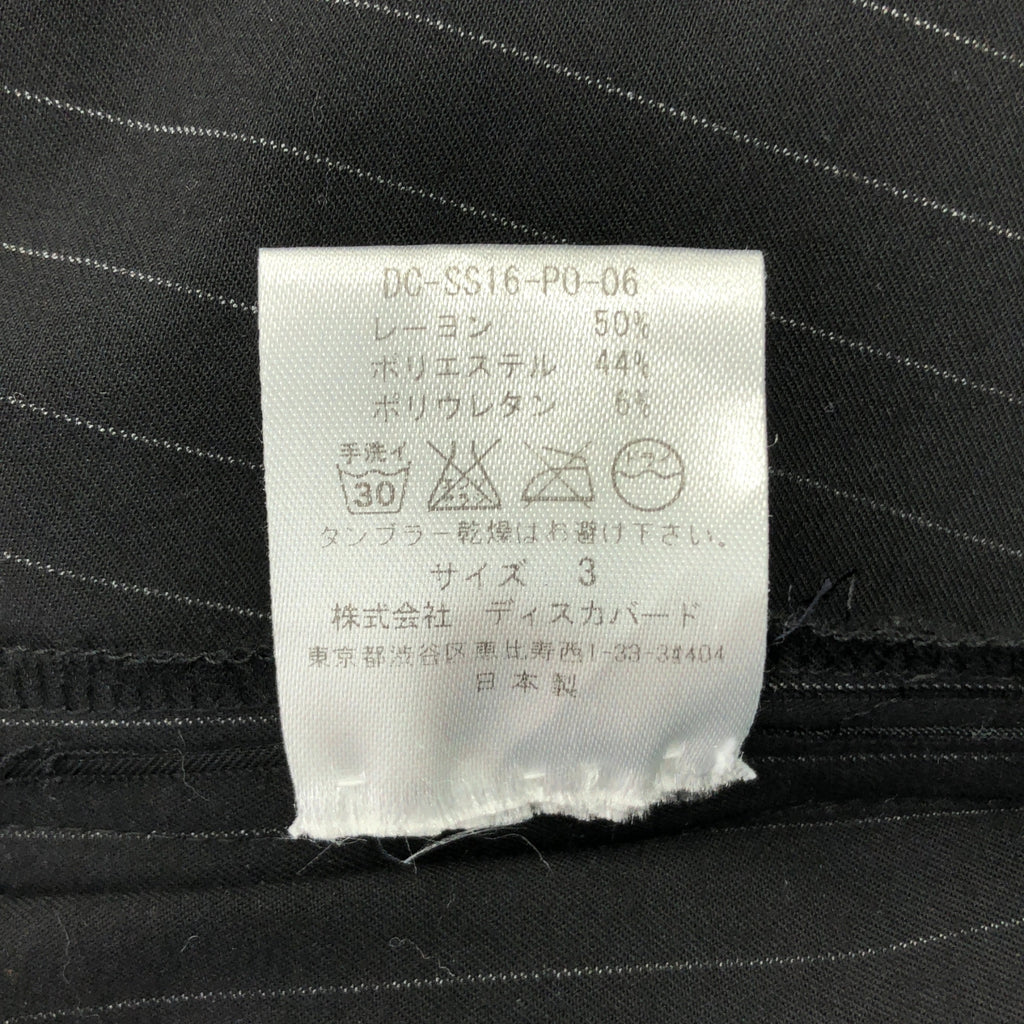 DC-SS16-PO-06
レーヨン 50%
ポリエステル 44%
ポリウレタン 6%
手洗イ
30
タンブラー乾燥はお避け下さい。
サイズ 3
株式会社 ディスカバード
東京都渋谷区恵比寿西1-33-3#404
日本製